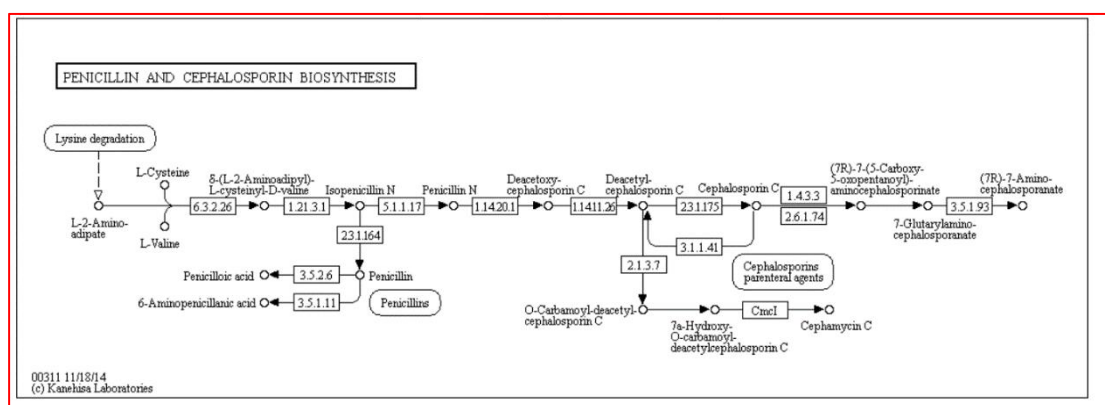 PENICILLIN AND CEPHALOSPORIN BIOSYNTHESIS
Lysine degradation
L-Cysteine
L-2-Amino-
adipate
L-Valine
6.3.2.26
δ-(L-2-Aminoadipyl)-
L-cysteinyl-D-valine
1.21.3.1
Isopenicillin N
5.1.1.17
Penicillin N
1.14.20.1
Deacetoxy-
cephalosporin C
1.14.11.26
Deacetyl-
cephalosporin C
2.3.1.175
Cephalosporin C
1.4.3.3
2.6.1.74
(7R)-7-(5-Carboxy-
5-oxopentanoyl)-
aminocephalosporinate
7-Glutarylamino-
cephalosporanate
3.5.1.93
(7R)-7-Amino-
cephalosporanate
2.3.1.164
3.1.1.41
2.1.3.7
Penicilloic acid
3.5.2.6
Penicillin
6-Aminopenicillanic acid
3.5.1.11
Penicillins
Cephalosporins
parenteral agents
O-Carbamoyl-deacetyl-
cephalosporin C
7a-Hydroxy-
O-carbamoyl-
deacetylcephalosporin C
CmcI
Cephamycin C
00311 11/18/14
(c) Kanehisa Laboratories